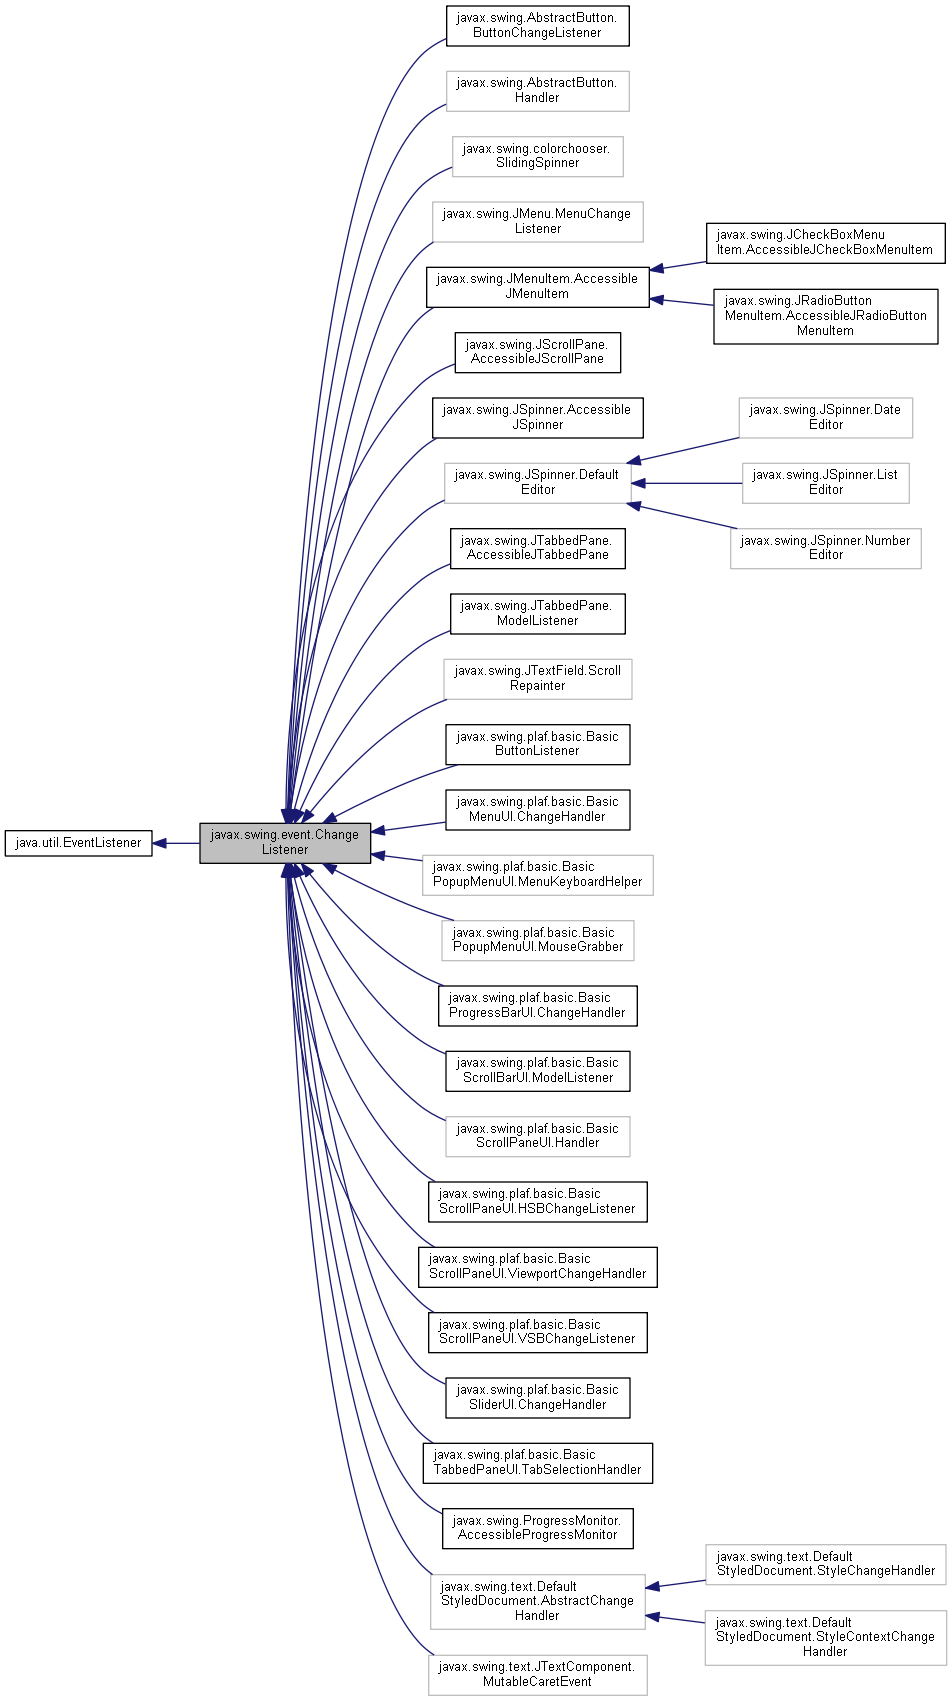 javax.swing.AbstractButton.
ButtonChangeListener
javax.swing.AbstractButton.
Handler
javax.swing.colorchooser.
SlidingSpinner
javax.swing.JMenu.MenuChange
Listener
javax.swing.JCheckBoxMenu
Item.AccessibleJCheckBoxMenuItem
javax.swing.JMenuItem.Accessible
JMenuItem
javax.swing.JRadioButton
MenuItem.AccessibleJRadioButton
MenuItem
javax.swing.JScrollPane.
AccessibleJScrollPane
javax.swing.JSpinner.Accessible
JSpinner
javax.swing.JSpinner.Date
Editor
javax.swing.JSpinner.Default
Editor
javax.swing.JSpinner.List
Editor
javax.swing.JSpinner.Number
Editor
javax.swing.JTabbedPane.
AccessibleJTabbedPane
javax.swing.JTabbedPane.
ModelListener
javax.swing.JTextField.Scroll
Repainter
javax.swing.plaf.basic.Basic
ButtonListener
javax.swing.plaf.basic.Basic
MenuUI.ChangeHandler
java.util.EventListener
javax.swing.event.Change
Listener
javax.swing.plaf.basic.Basic
PopupMenuUI.MenuKeyboardHelper
javax.swing.plaf.basic.Basic
PopupMenuUI.MouseGrabber
javax.swing.plaf.basic.Basic
ProgressBarUI.ChangeHandler
javax.swing.plaf.basic.Basic
ScrollBarUI.ModelListener
javax.swing.plaf.basic.Basic
ScrollPaneUI.Handler
javax.swing.plaf.basic.Basic
ScrollPaneUI.HSBChangeListener
javax.swing.plaf.basic.Basic
ScrollPaneUI.ViewportChangeHandler
javax.swing.plaf.basic.Basic
ScrollPaneUI.VSBChangeListener
javax.swing.plaf.basic.Basic
SliderUI.ChangeHandler
javax.swing.plaf.basic.Basic
TabbedPaneUI.TabSelectionHandler
javax.swing.ProgressMonitor.
AccessibleProgressMonitor
javax.swing.text.Default
StyledDocument.StyleChangeHandler
javax.swing.text.Default
StyledDocument.AbstractChange
Handler
javax.swing.text.Default
StyledDocument.StyleContextChange
Handler
javax.swing.text.JTextComponent.
MutableCaretEvent